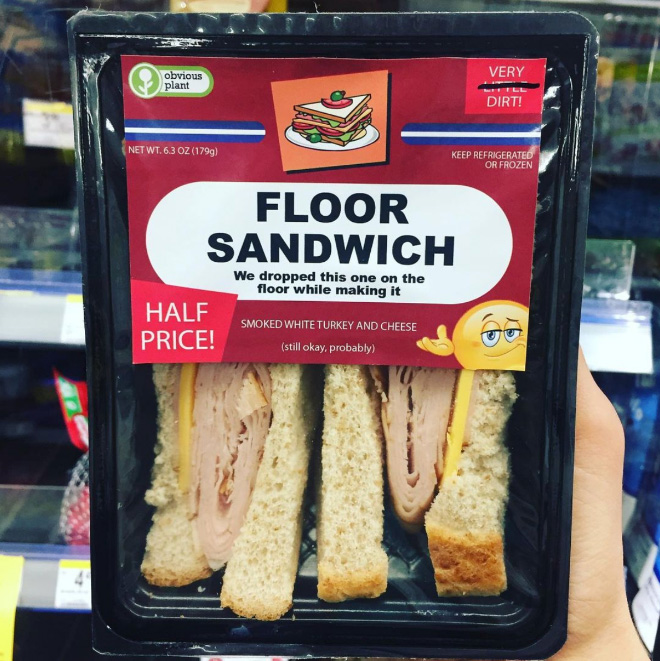 obvious
plant
VERY
LITTLE
DIRT!
NET WT. 6.3 OZ (179g)
KEEP REFRIGERATED
OR FROZEN
FLOOR
SANDWICH
We dropped this one on the
floor while making it
HALF
PRICE!
SMOKED WHITE TURKEY AND CHEESE
(still okay, probably)
4